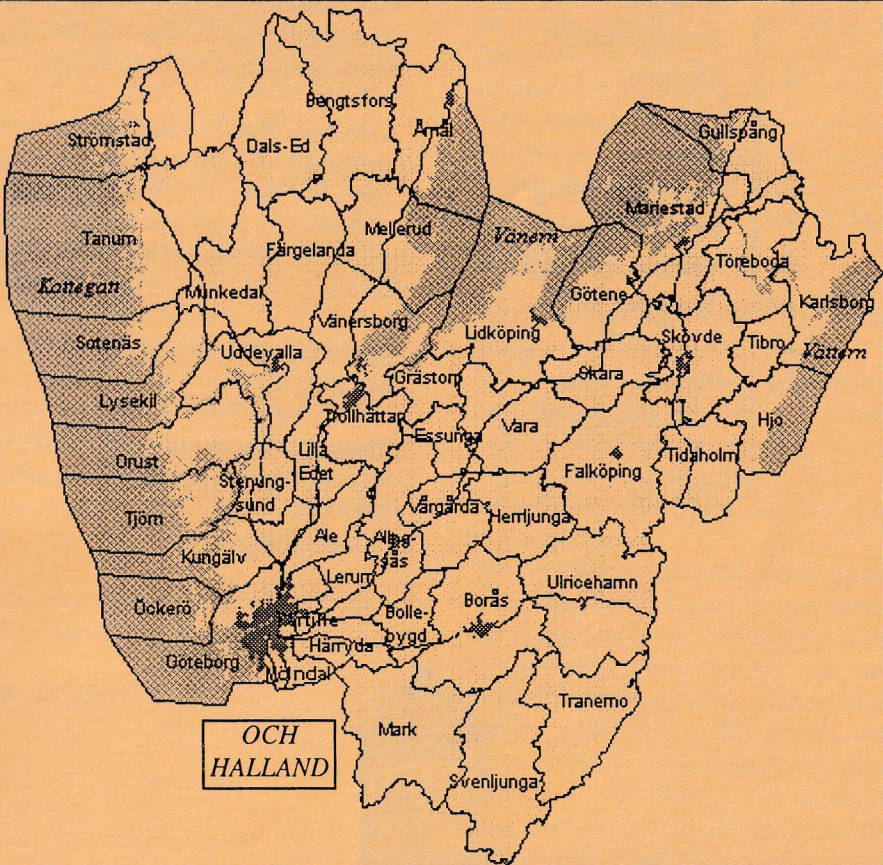 Bengtsfors
Åmål
Strömstad
Dals-Ed
Gullspång
Mariestad
Tanum
Färgelanda
Mellerud
Vänern
Töreboda
Kattegatt
Munkedal
Götene
Karlsborg
Vänersborg
Lidköping
Skövde
Sotenäs
Uddevalla
Tibro
Vättern
Grästorp
Skara
Lysekil
Trollhättan
Essunga
Vara
Hjo
Orust
Lilla
Edet
Falköping
Tidaholm
Stenung-
sund
Tjörn
Vårgårda
Herrljunga
Ale
Aling-
sås
Kungälv
Lerum
Ulricehamn
Öckerö
Partille
Bolle-
bygd
Borås
Härryda
Göteborg
Mölndal
Tranemo
Mark
OCH
HALLAND
Svenljunga